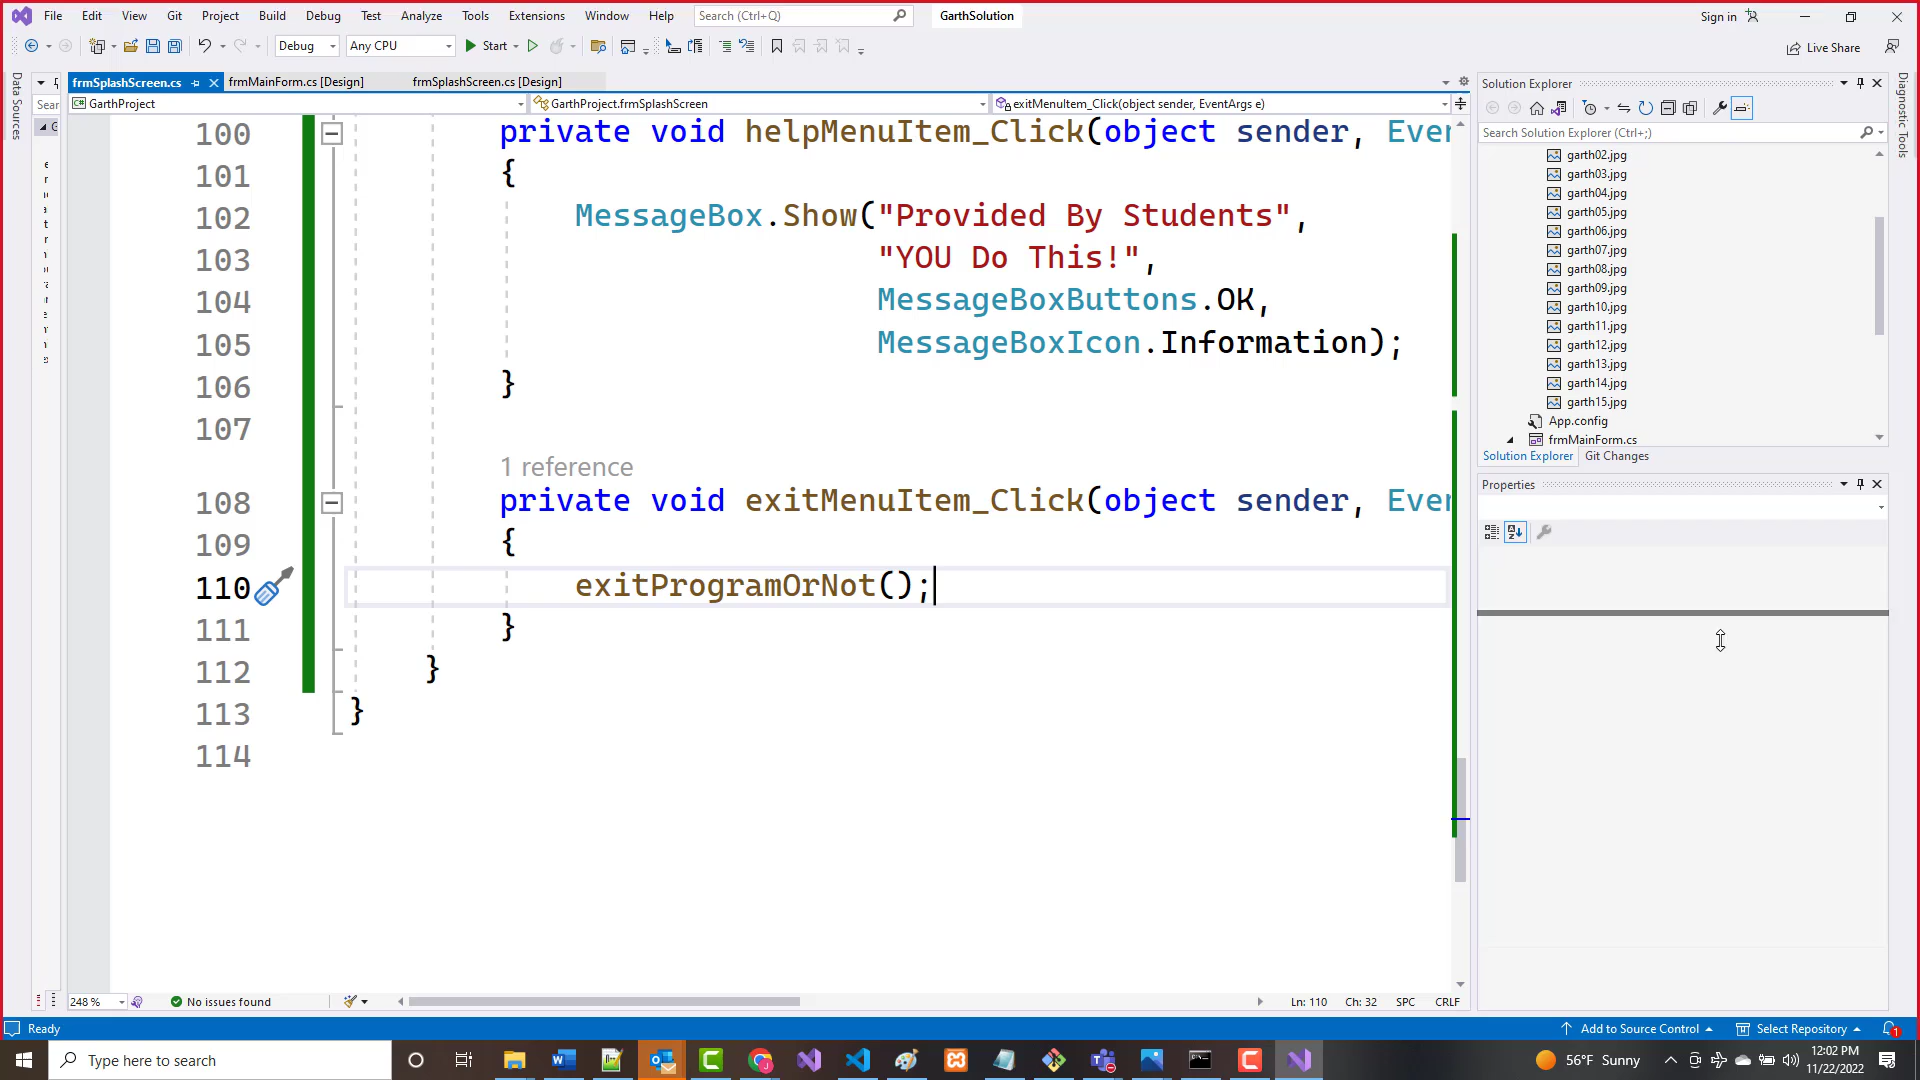 File Edit View Git Project Build Debug Test Analyze Tools Extensions Window Help Search (Ctrl+Q) GarthSolution Sign in
Debug Any CPU Start Live Share
frmSplashScreen.cs frmMainForm.cs [Design] frmSplashScreen.cs [Design]
GarthProject GarthProject.frmSplashScreen exitMenuItem_Click(object sender, EventArgs e)
Data Sources
Sear
G
100 private void helpMenuItem_Click(object sender, Even
101 {
102 MessageBox.Show("Provided By Students",
103 "YOU Do This!",
104 MessageBoxButtons.OK,
105 MessageBoxIcon.Information);
106 }
107
1 reference
108 private void exitMenuItem_Click(object sender, Even
109 {
110 exitProgramOrNot();
111 }
112 }
113 }
114
248 % No issues found Ln: 110 Ch: 32 SPC CRLF
Solution Explorer
Search Solution Explorer (Ctrl+;)
garth02.jpg
garth03.jpg
garth04.jpg
garth05.jpg
garth06.jpg
garth07.jpg
garth08.jpg
garth09.jpg
garth10.jpg
garth11.jpg
garth12.jpg
garth13.jpg
garth14.jpg
garth15.jpg
App.config
frmMainForm.cs
Solution Explorer Git Changes
Properties
Diagnostic Tools
Ready Add to Source Control Select Repository 1
Type here to search 56°F Sunny 12:02 PM
11/22/2022